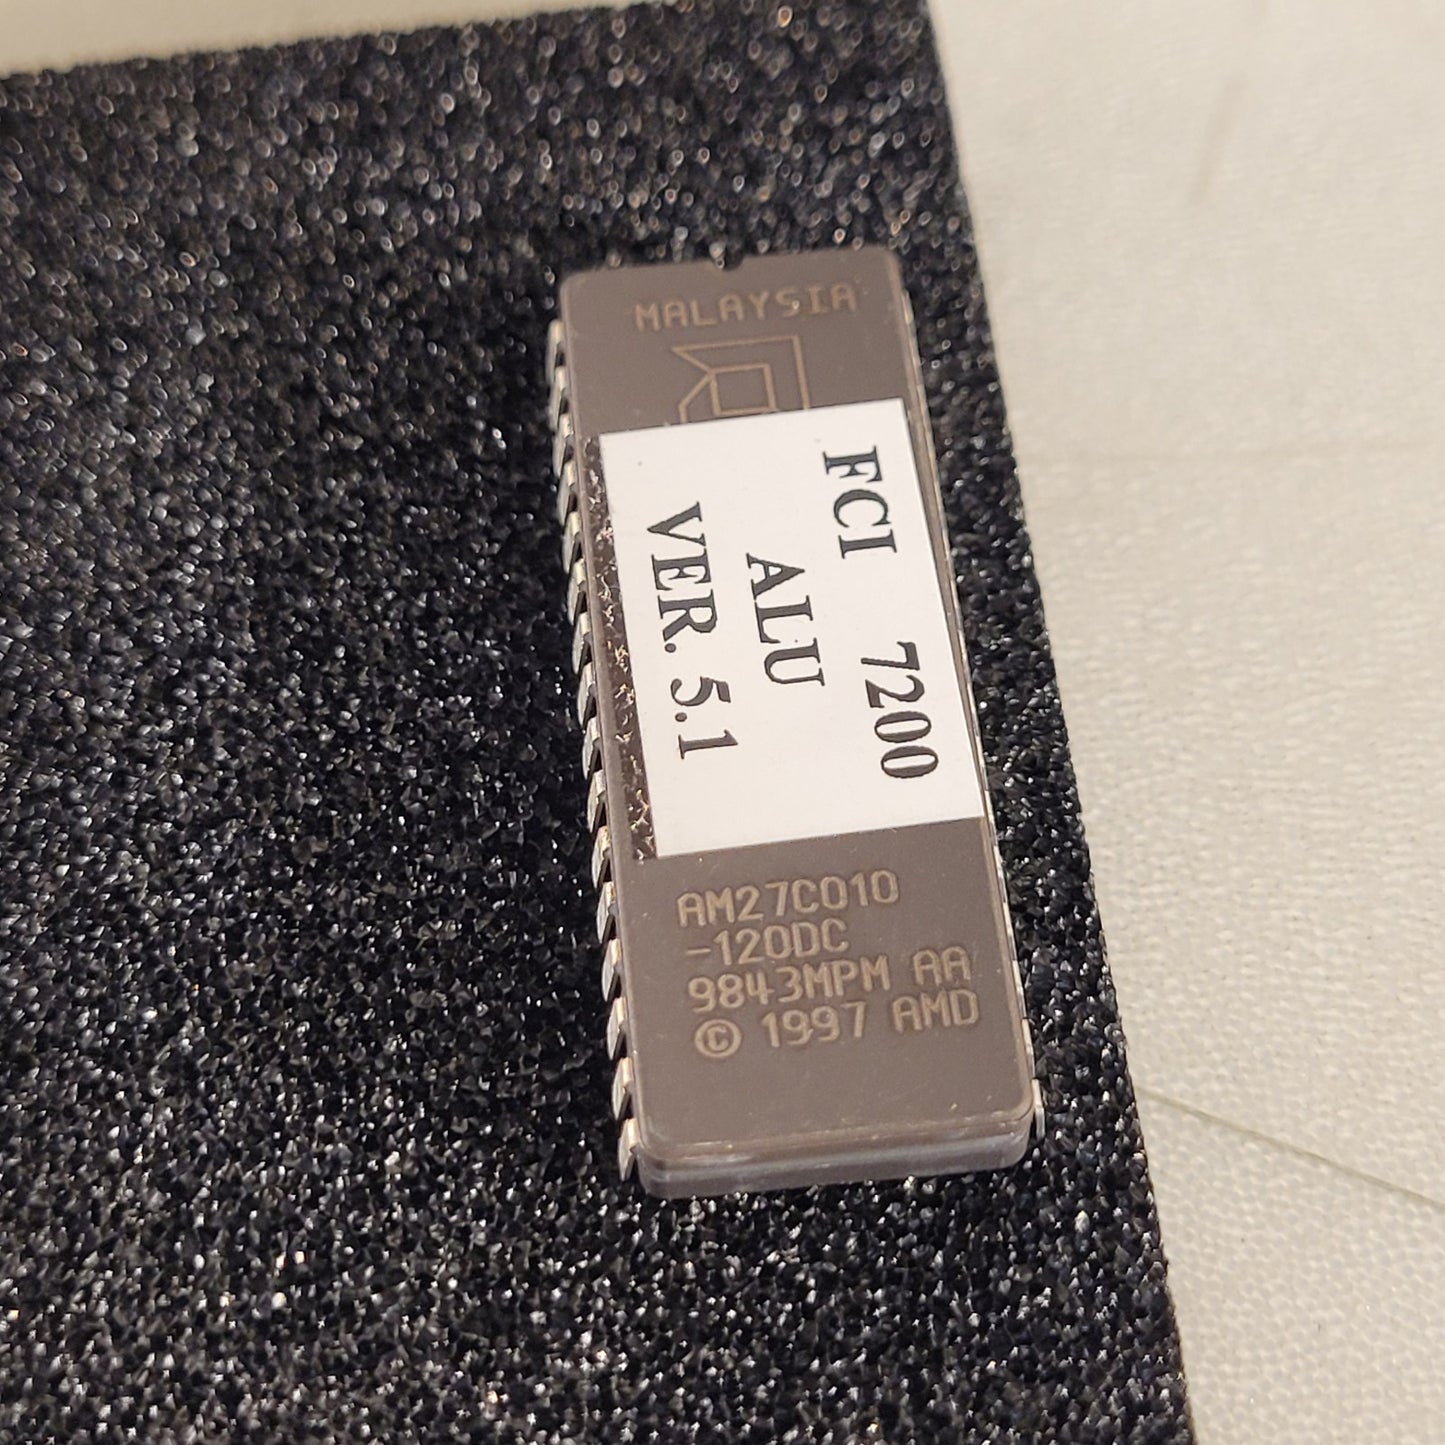 MALAYSIA
FCI 7200
ALU
VER. 5.1
AM27C010
-120DC
9843MPM AA
© 1997 AMD